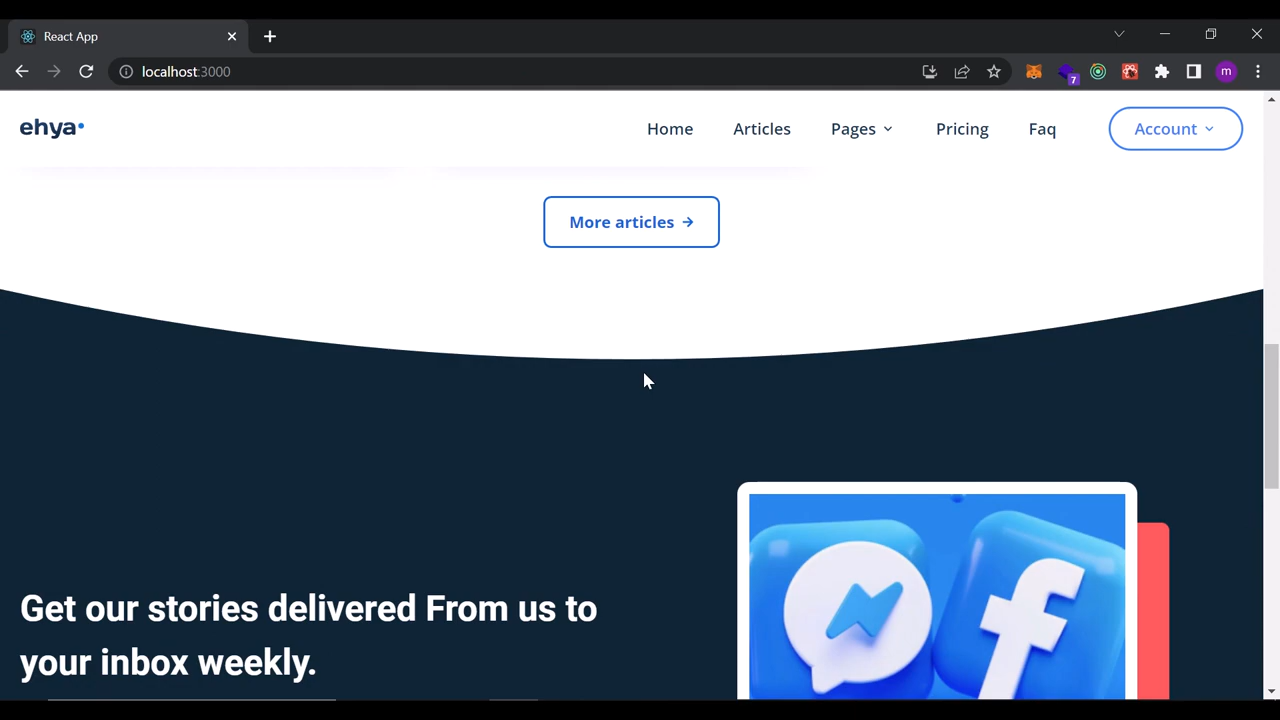 React App
localhost:3000
7
m
ehya
Home
Articles
Pages
Pricing
Faq
Account
More articles →
Get our stories delivered From us to
your inbox weekly.